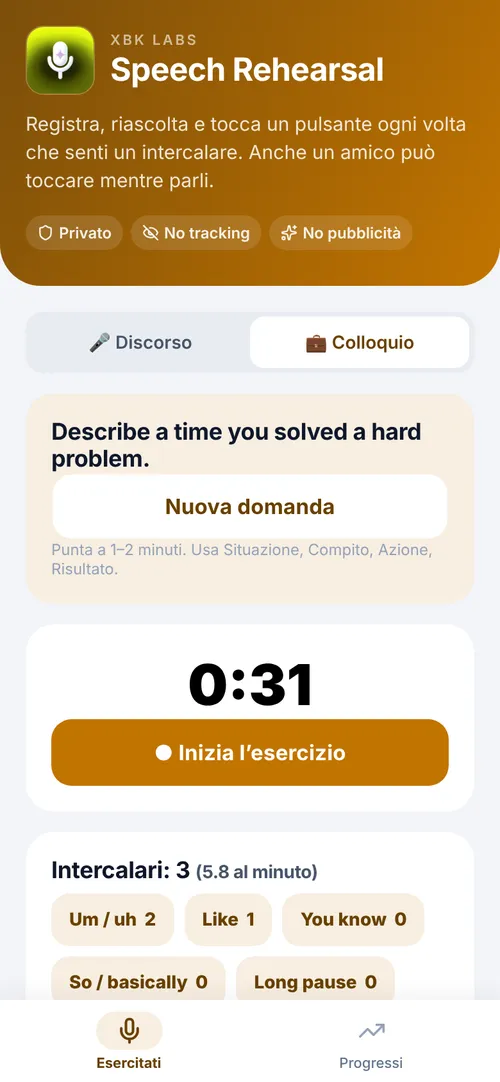 XBK LABS
Speech Rehearsal
Registra, riascolta e tocca un pulsante ogni volta
che senti un intercalare. Anche un amico può
toccare mentre parli.
Privato
No tracking
No pubblicità
Discorso
Colloquio
Describe a time you solved a hard
problem.
Nuova domanda
Punta a 1–2 minuti. Usa Situazione, Compito, Azione,
Risultato.
0:31
Inizia l’esercizio
Intercalari: 3 (5.8 al minuto)
Um / uh 2
Like 1
You know 0
So / basically 0
Long pause 0
Esercitati
Progressi